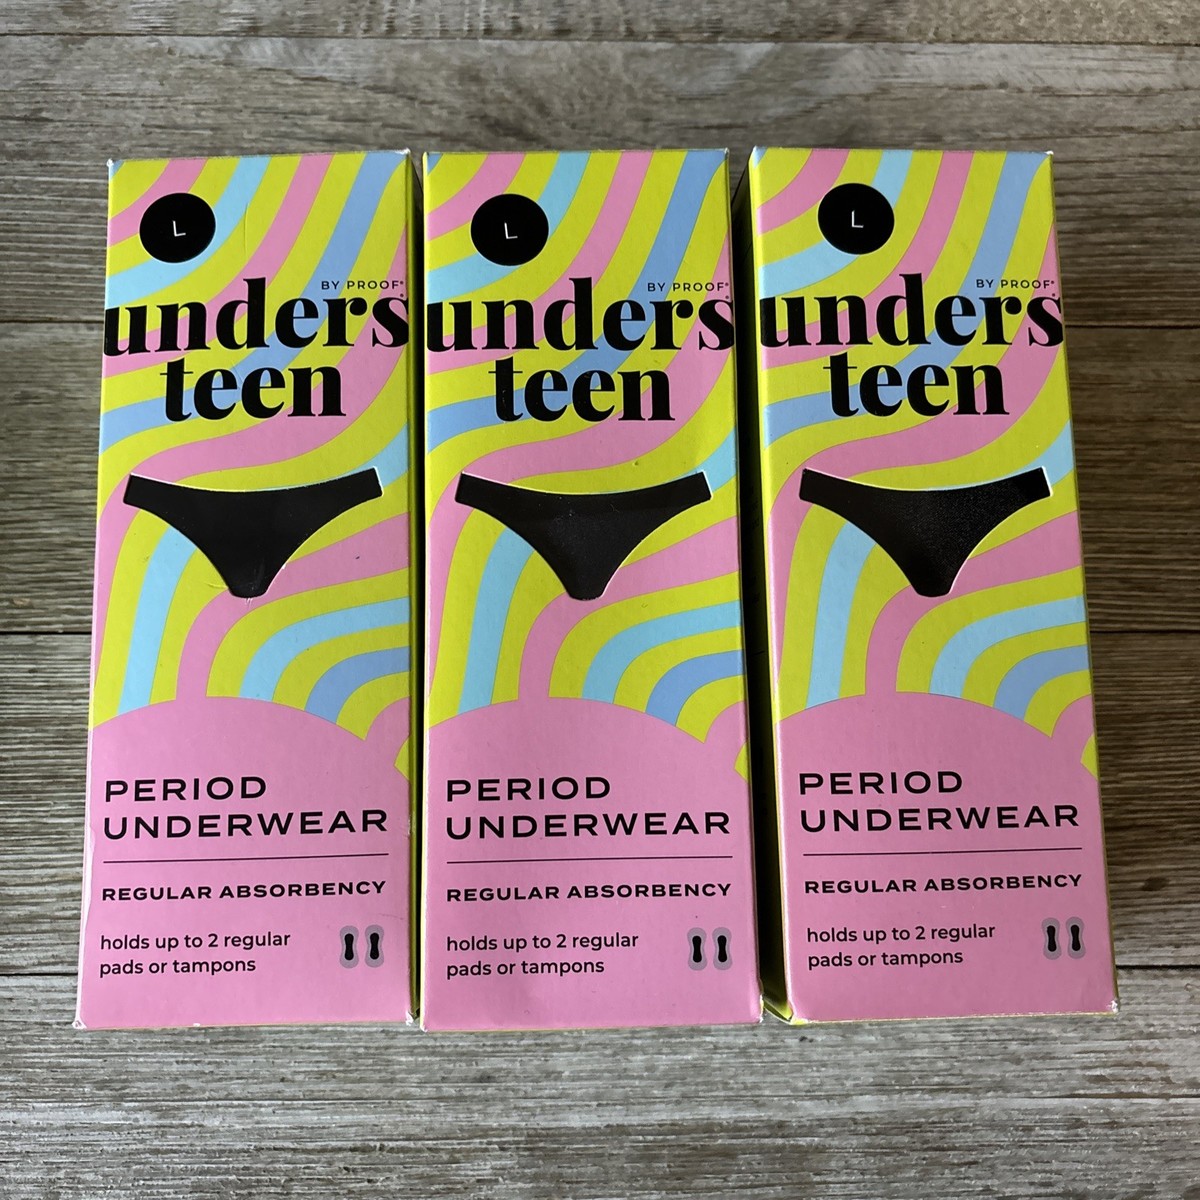 L
BY PROOF®
unders
teen
PERIOD
UNDERWEAR
REGULAR ABSORBENCY
holds up to 2 regular
pads or tampons
L
BY PROOF®
unders
teen
PERIOD
UNDERWEAR
REGULAR ABSORBENCY
holds up to 2 regular
pads or tampons
L
BY PROOF®
unders
teen
PERIOD
UNDERWEAR
REGULAR ABSORBENCY
holds up to 2 regular
pads or tampons